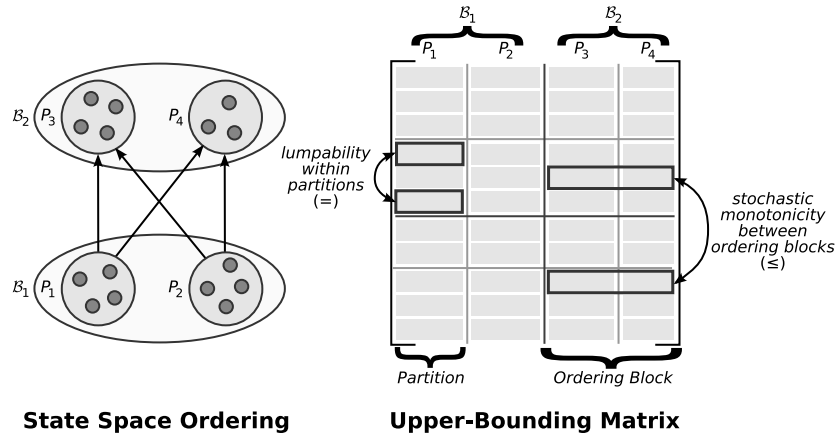 ℬ₁ ℬ₂
P₁ P₂ P₃ P₄
ℬ₂ P₃ P₄
ℬ₁ P₁ P₂
lumpability
within
partitions
(=)
stochastic
monotonicity
between
ordering blocks
(≤)
Partition Ordering Block
State Space Ordering Upper-Bounding Matrix